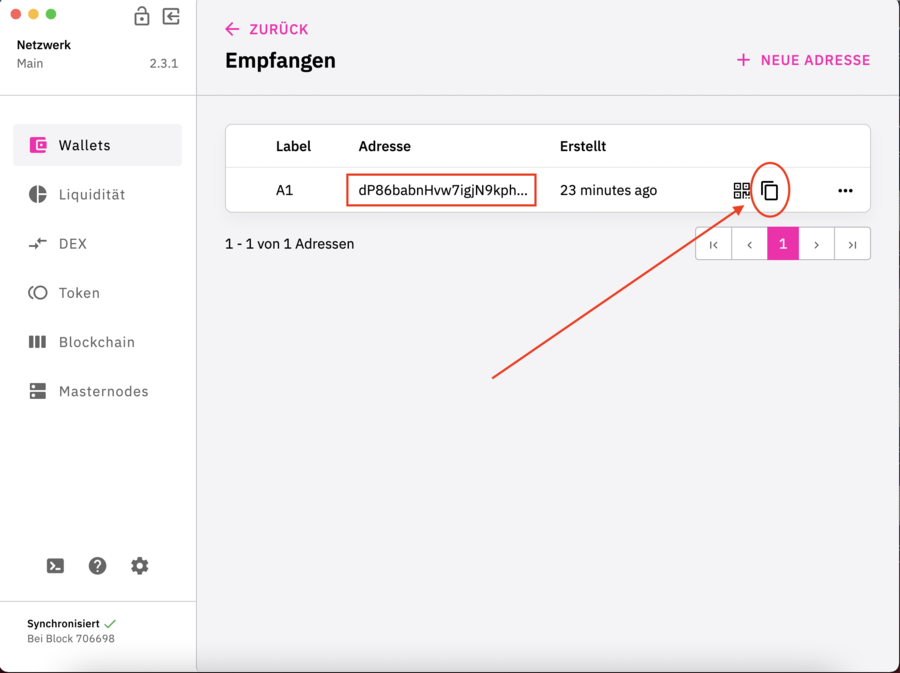 Netzwerk
Main 2.3.1
Wallets
Liquidität
DEX
Token
Blockchain
Masternodes
Synchronisiert
Bei Block 706698
ZURÜCK
Empfangen
NEUE ADRESSE
Label Adresse Erstellt
A1 dP86babnHvw7igjN9kph... 23 minutes ago
1 - 1 von 1 Adressen
1